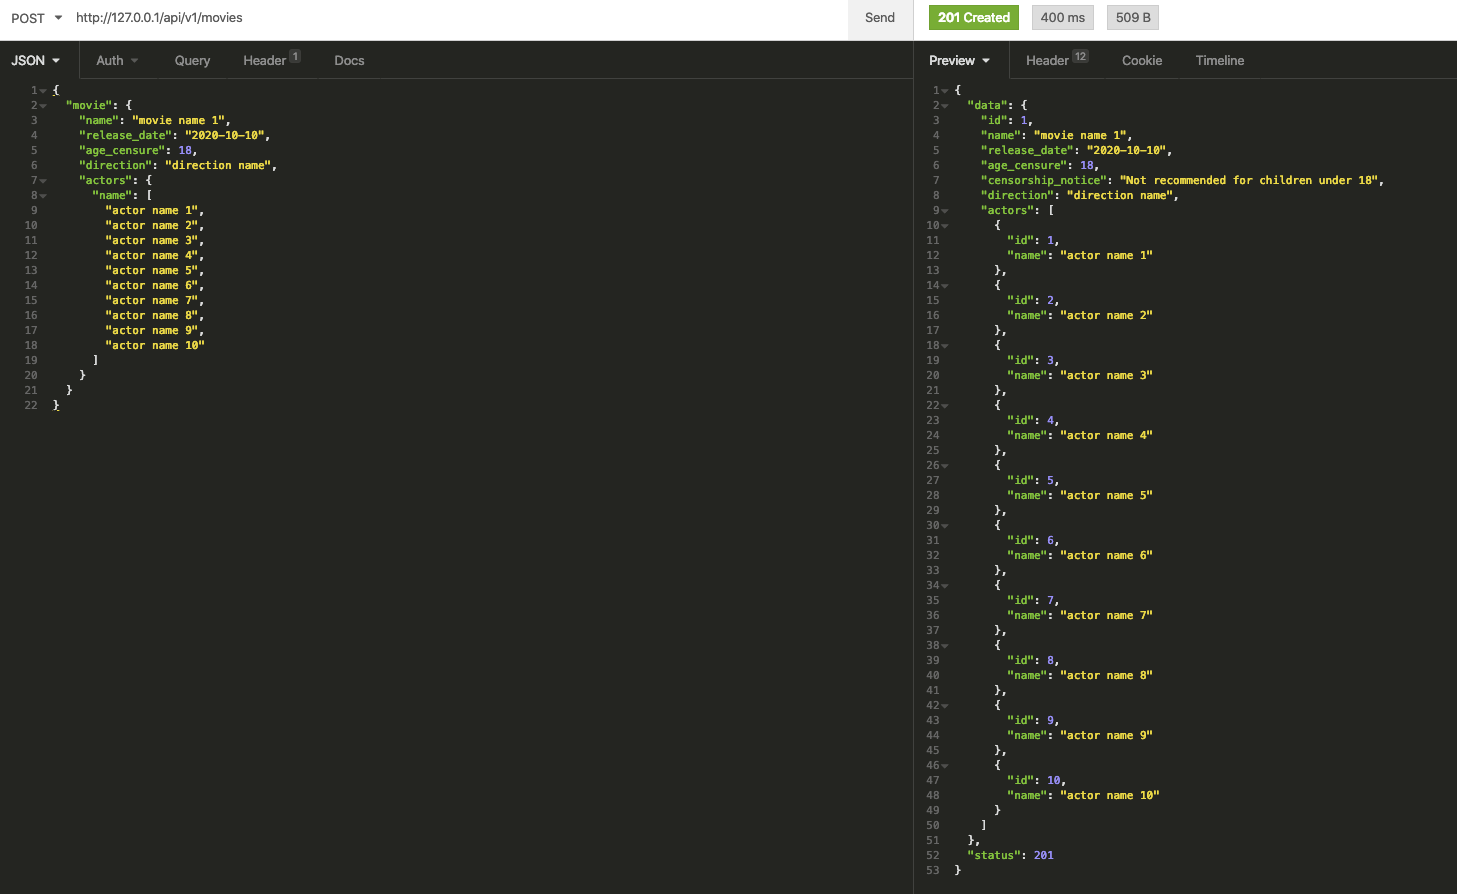 POST http://127.0.0.1/api/v1/movies Send 201 Created 400 ms 509 B
JSON Auth Query Header 1 Docs
1 {
2 "movie": {
3 "name": "movie name 1",
4 "release_date": "2020-10-10",
5 "age_censure": 18,
6 "direction": "direction name",
7 "actors": {
8 "name": [
9 "actor name 1",
10 "actor name 2",
11 "actor name 3",
12 "actor name 4",
13 "actor name 5",
14 "actor name 6",
15 "actor name 7",
16 "actor name 8",
17 "actor name 9",
18 "actor name 10"
19 ]
20 }
21 }
22 }
Preview Header 12 Cookie Timeline
1 {
2 "data": {
3 "id": 1,
4 "name": "movie name 1",
5 "release_date": "2020-10-10",
6 "age_censure": 18,
7 "censorship_notice": "Not recommended for children under 18",
8 "direction": "direction name",
9 "actors": [
10 {
11 "id": 1,
12 "name": "actor name 1"
13 },
14 {
15 "id": 2,
16 "name": "actor name 2"
17 },
18 {
19 "id": 3,
20 "name": "actor name 3"
21 },
22 {
23 "id": 4,
24 "name": "actor name 4"
25 },
26 {
27 "id": 5,
28 "name": "actor name 5"
29 },
30 {
31 "id": 6,
32 "name": "actor name 6"
33 },
34 {
35 "id": 7,
36 "name": "actor name 7"
37 },
38 {
39 "id": 8,
40 "name": "actor name 8"
41 },
42 {
43 "id": 9,
44 "name": "actor name 9"
45 },
46 {
47 "id": 10,
48 "name": "actor name 10"
49 }
50 ]
51 },
52 "status": 201
53 }